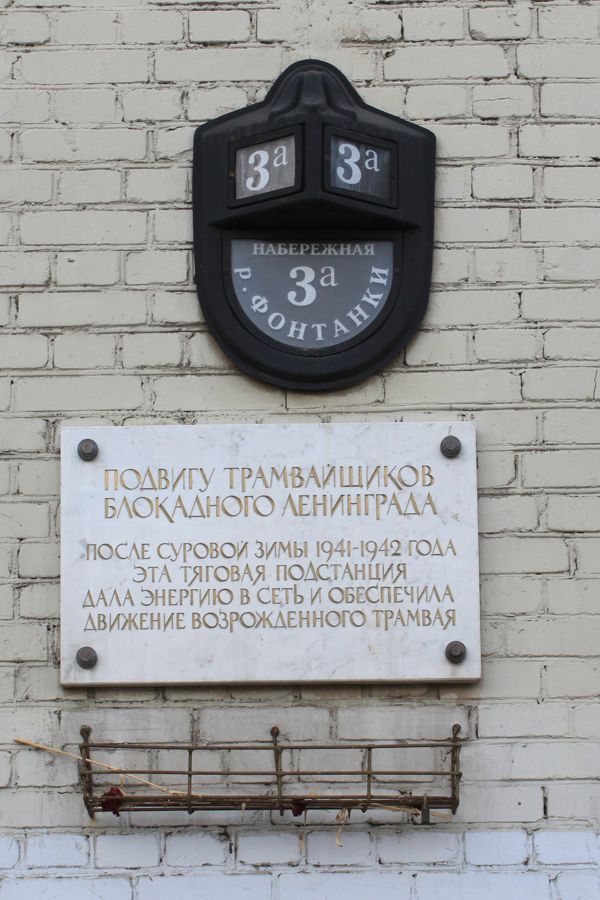 3а 3а
НАБЕРЕЖНАЯ
3а
Р. ФОНТАНКИ
ПОДВИГУ ТРАМВАЙЩИКОВ
БЛОКАДНОГО ЛЕНИНГРАДА
ПОСЛЕ СУРОВОЙ ЗИМЫ 1941-1942 ГОДА
ЭТА ТЯГОВАЯ ПОДСТАНЦИЯ
ДАЛА ЭНЕРГИЮ В СЕТЬ И ОБЕСПЕЧИЛА
ДВИЖЕНИЕ ВОЗРОЖДЕННОГО ТРАМВАЯ